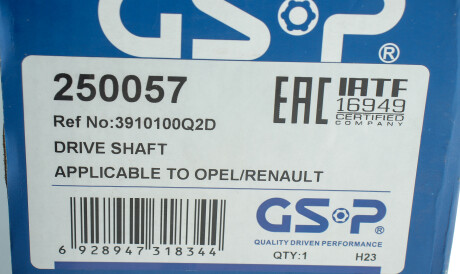 GSP®
250057
Ref No:3910100Q2D
DRIVE SHAFT
APPLICABLE TO OPEL/RENAULT
EAC IATF
16949
CERTIFIED
COMPANY
6 928947 318344
GSP®
QUALITY DRIVEN PERFORMANCE
QTY:1 H23